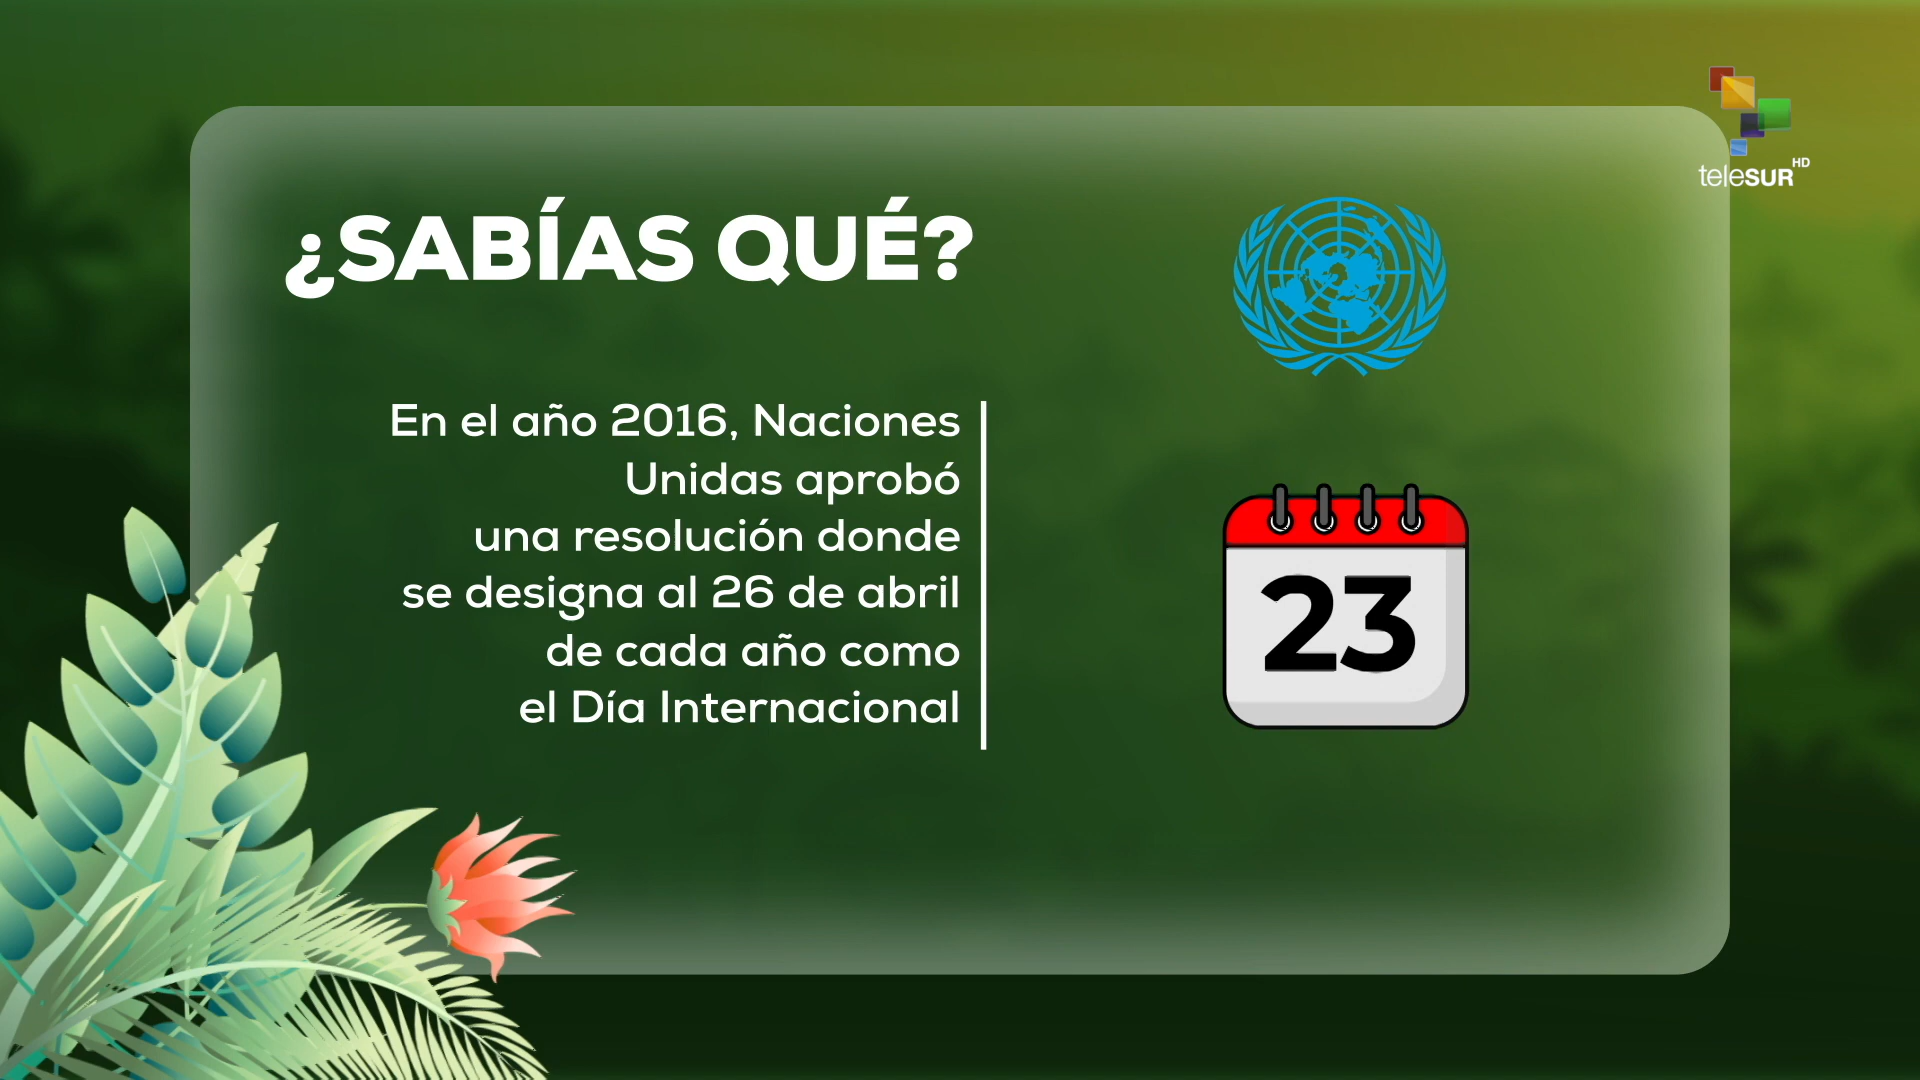 ¿SABÍAS QUÉ?
En el año 2016, Naciones
Unidas aprobó
una resolución donde
se designa al 26 de abril
de cada año como
el Día Internacional
23
teleSUR HD